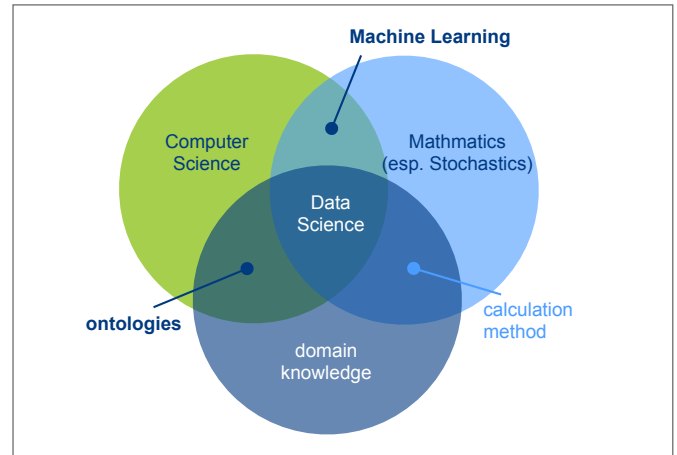 Machine Learning
Computer
Science
Mathmatics
(esp. Stochastics)
Data
Science
ontologies
calculation
method
domain
knowledge